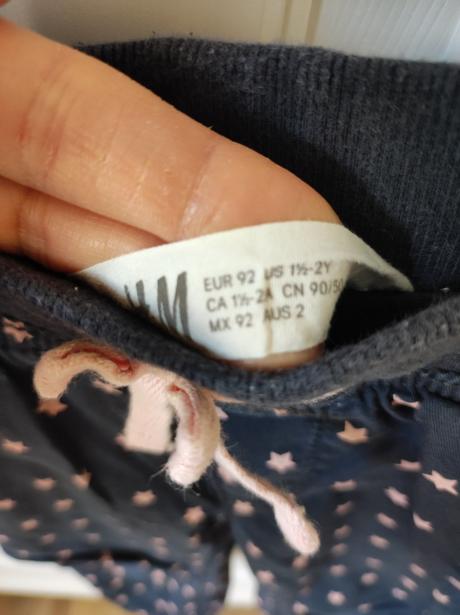 H&M
EUR 92 US 1½-2Y
CA 1½-2A CN 90/50
MX 92 AUS 2